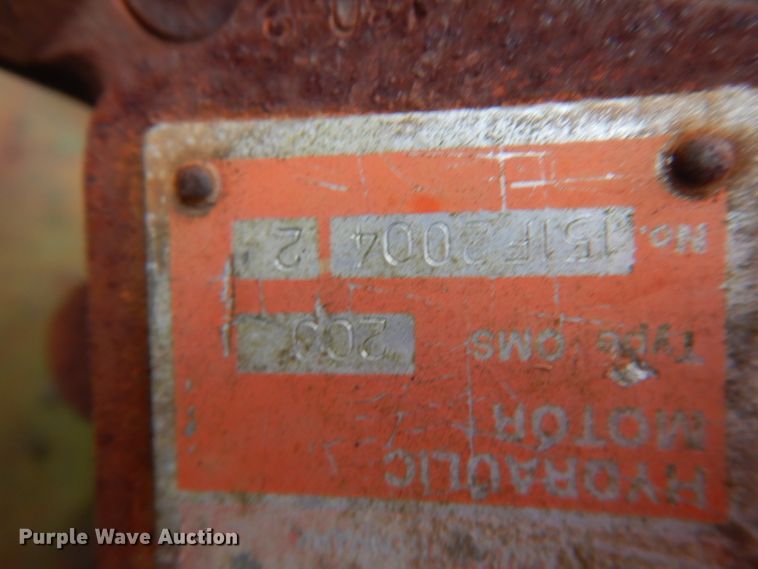 HYDRAULIC
MOTOR
Type OMS 200
No. 151F2004 2
Purple Wave Auction